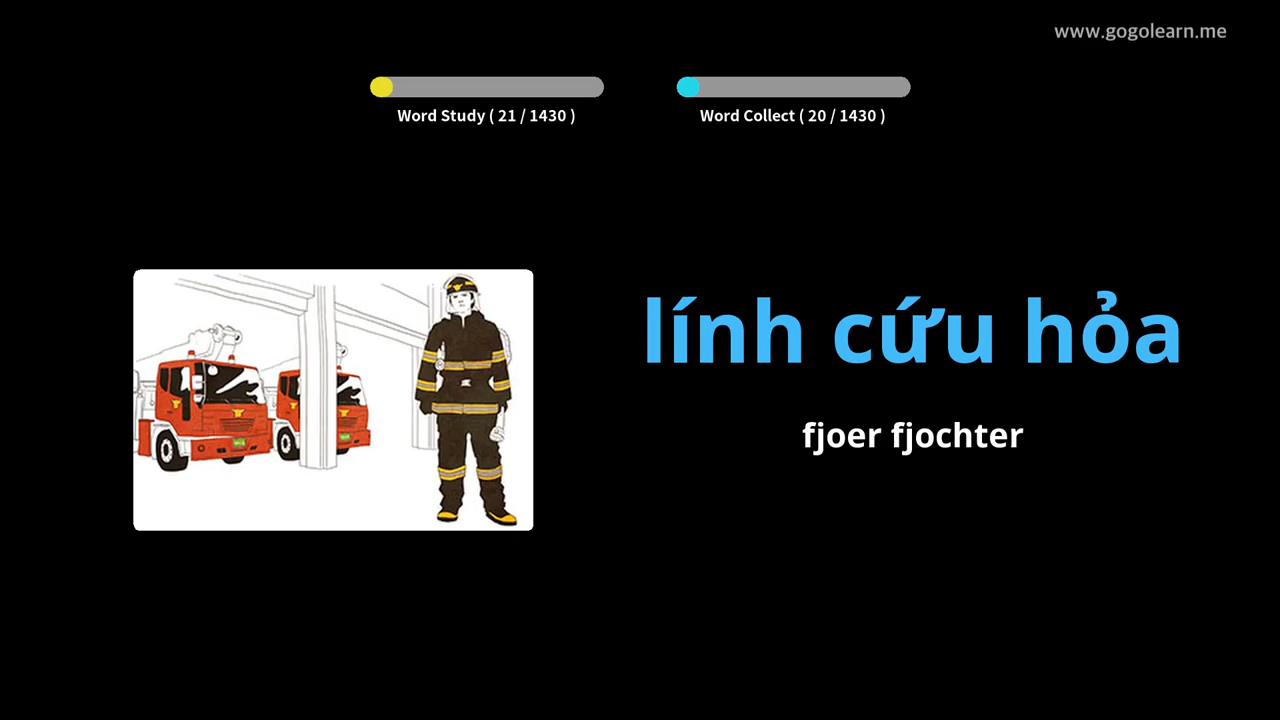 www.gogolearn.me
Word Study ( 21 / 1430 )
Word Collect ( 20 / 1430 )
lính cứu hỏa
fjoer fjochter